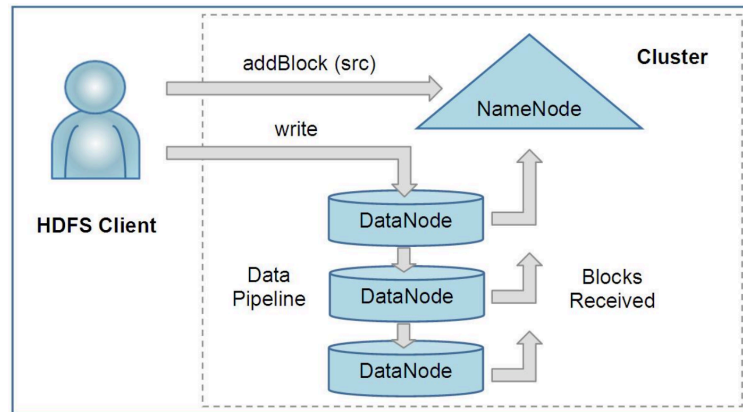 addBlock (src)
Cluster
NameNode
write
HDFS Client
DataNode
Data
Pipeline
DataNode
Blocks
Received
DataNode